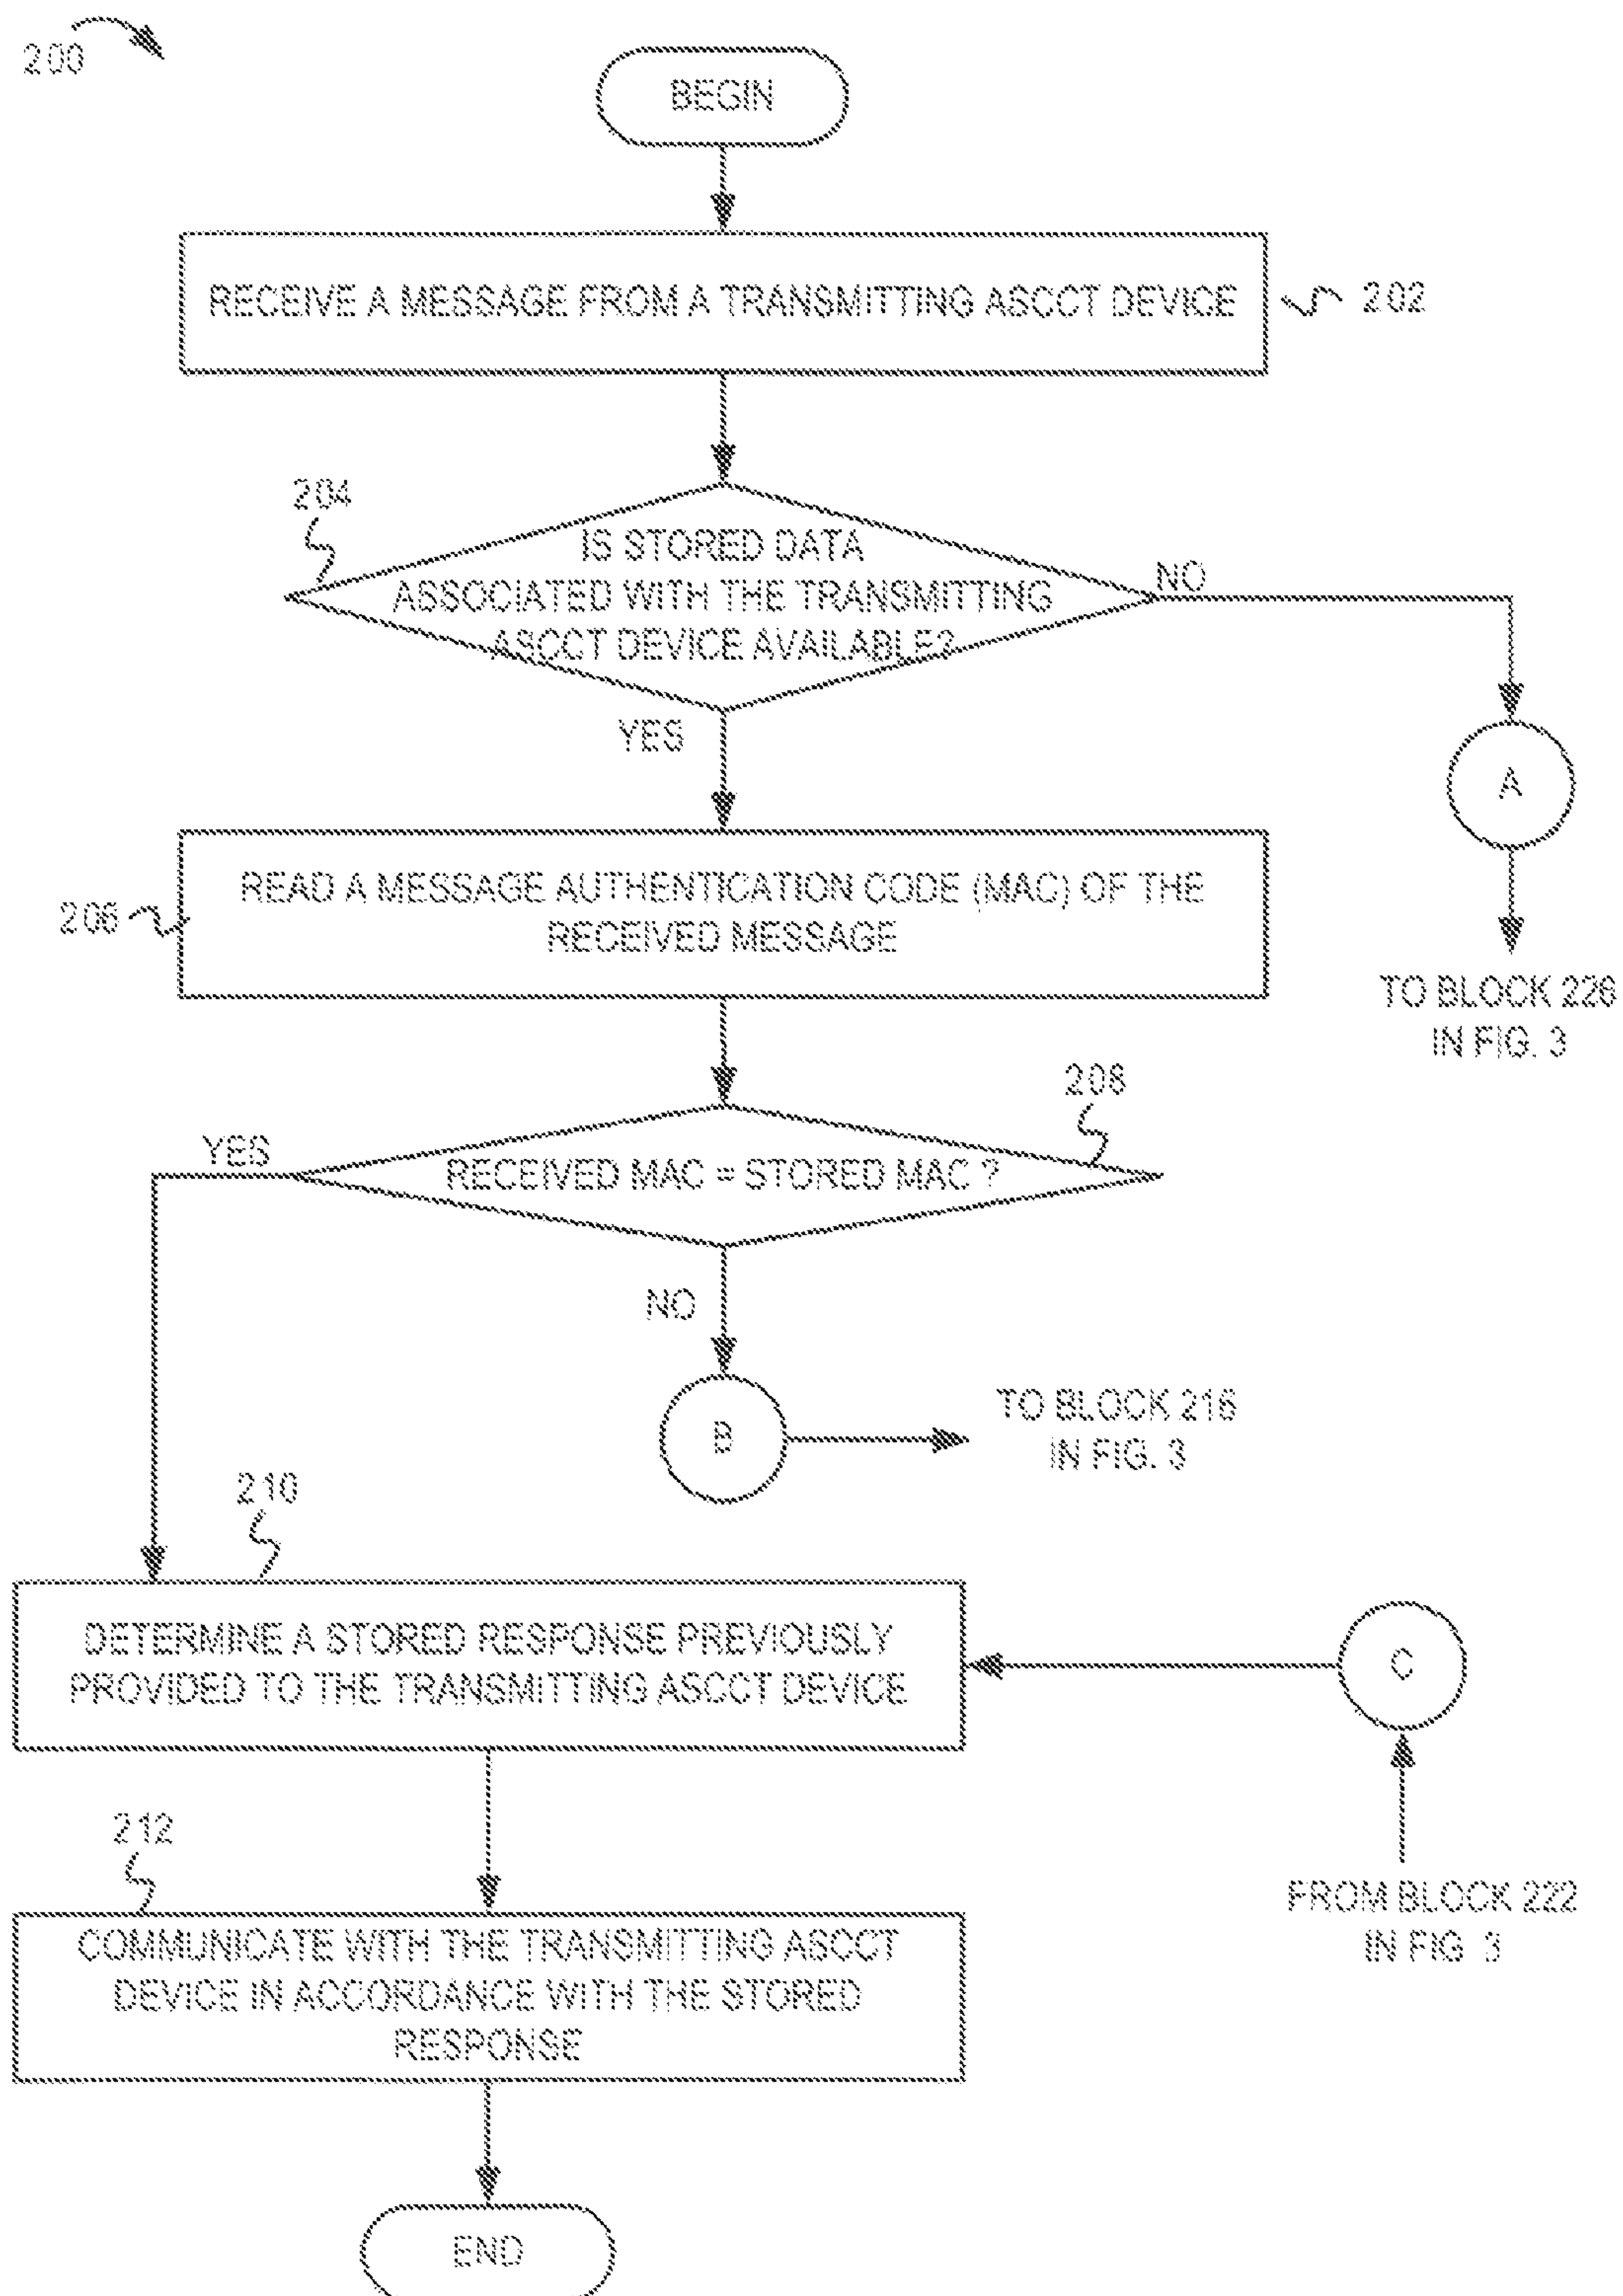 200
BEGIN
RECEIVE A MESSAGE FROM A TRANSMITTING ASCCT DEVICE
202
204
IS STORED DATA
ASSOCIATED WITH THE TRANSMITTING
ASCCT DEVICE AVAILABLE?
NO
YES
A
TO BLOCK 226
IN FIG. 3
206
READ A MESSAGE AUTHENTICATION CODE (MAC) OF THE
RECEIVED MESSAGE
208
YES
RECEIVED MAC = STORED MAC ?
NO
B
TO BLOCK 216
IN FIG. 3
210
DETERMINE A STORED RESPONSE PREVIOUSLY
PROVIDED TO THE TRANSMITTING ASCCT DEVICE
C
FROM BLOCK 222
IN FIG. 3
212
COMMUNICATE WITH THE TRANSMITTING ASCCT
DEVICE IN ACCORDANCE WITH THE STORED
RESPONSE
END